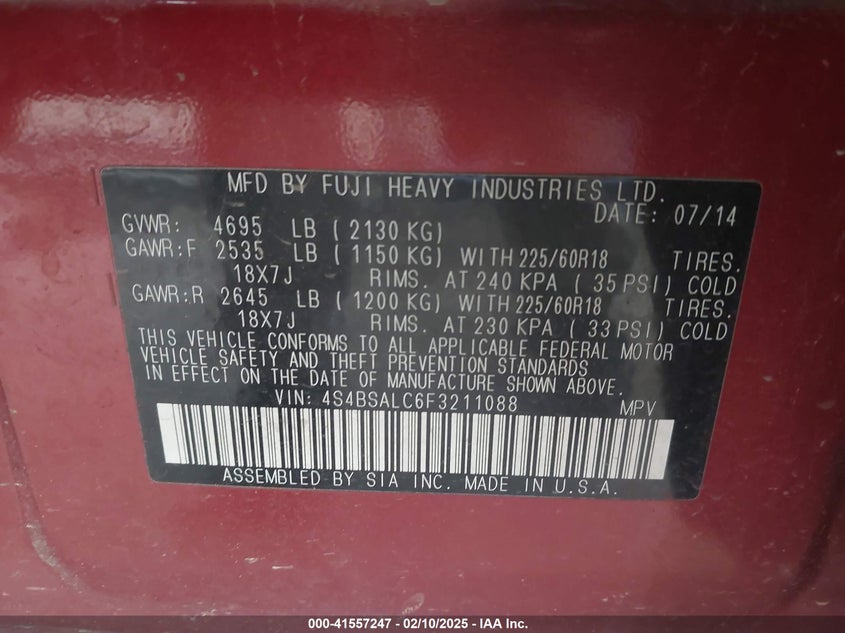 MFD BY FUJI HEAVY INDUSTRIES LTD.
DATE: 07/14
GVWR: 4695 LB ( 2130 KG)
GAWR:F 2535 LB ( 1150 KG) WITH 225/60R18 TIRES.
18X7J RIMS. AT 240 KPA ( 35 PSI) COLD
GAWR:R 2645 LB ( 1200 KG) WITH 225/60R18 TIRES.
18X7J RIMS. AT 230 KPA ( 33 PSI) COLD
THIS VEHICLE CONFORMS TO ALL APPLICABLE FEDERAL MOTOR
VEHICLE SAFETY AND THEFT PREVENTION STANDARDS
IN EFFECT ON THE DATE OF MANUFACTURE SHOWN ABOVE.
VIN: 4S4BSALC6F3211088 MPV
ASSEMBLED BY SIA INC. MADE IN U.S.A.
000-41557247 - 02/10/2025 - IAA Inc.